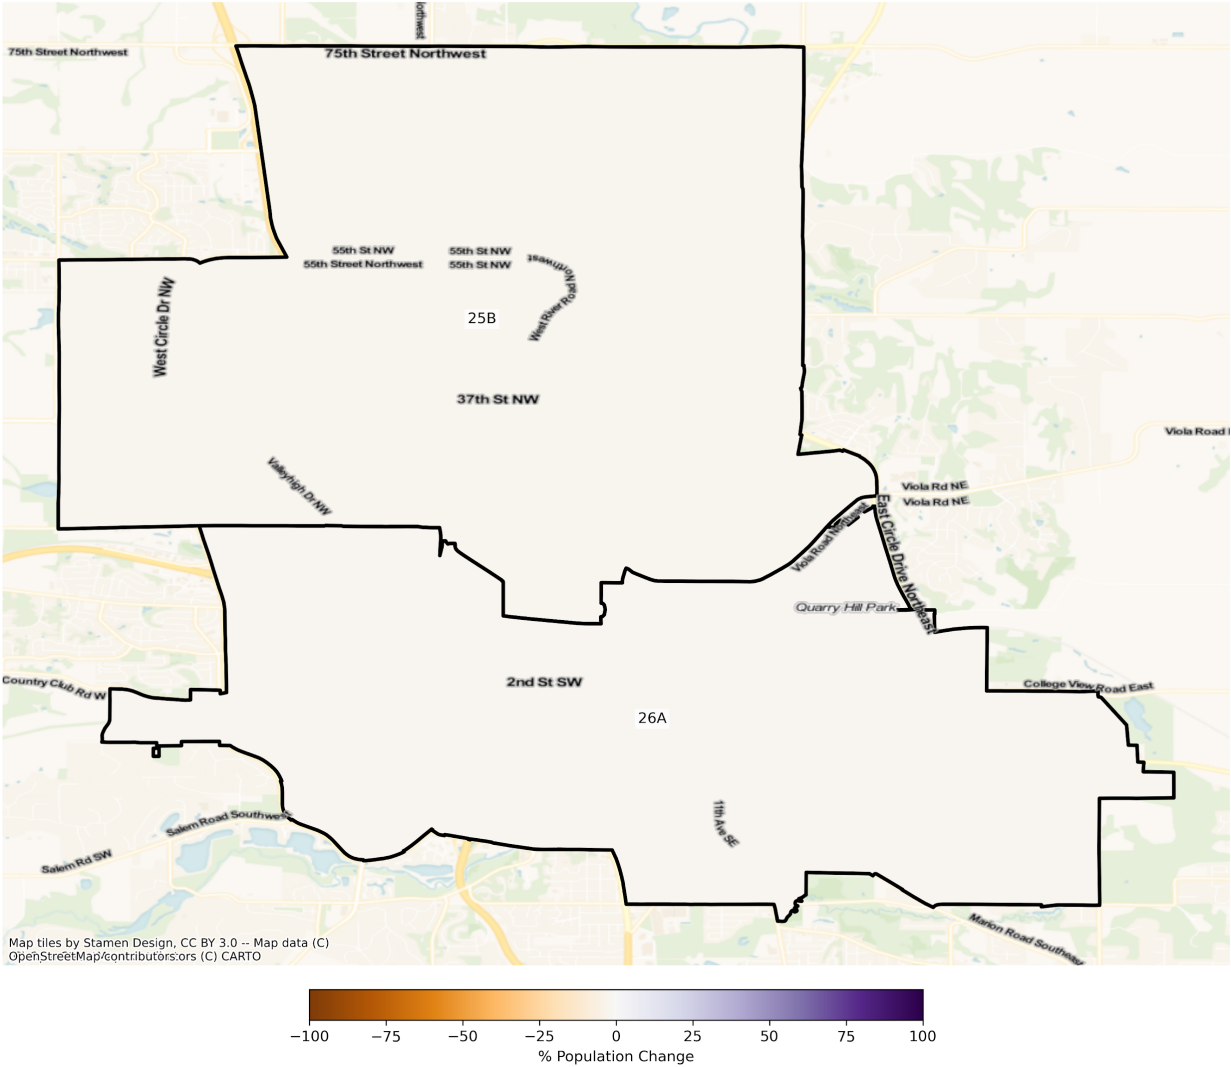 orthwest
75th Street Northwest
75th Street Northwest
55th St NW
55th St NW
55th Street Northwest
55th St NW
West River Road Northwest
West Circle Dr NW
25B
37th St NW
Viola Road
Valleyhigh Dr NW
Viola Rd NE
Viola Rd NE
East Circle Drive Northeast
Viola Road Northeast
Quarry Hill Park
Country Club Rd W
2nd St SW
College View Road East
26A
11th Ave SE
Salem Road Southwest
Salem Rd SW
Marion Road Southeast
Map tiles by Stamen Design, CC BY 3.0 -- Map data (C)
OpenStreetMap contributors
(C) CARTO
−100 −75 −50 −25 0 25 50 75 100
% Population Change